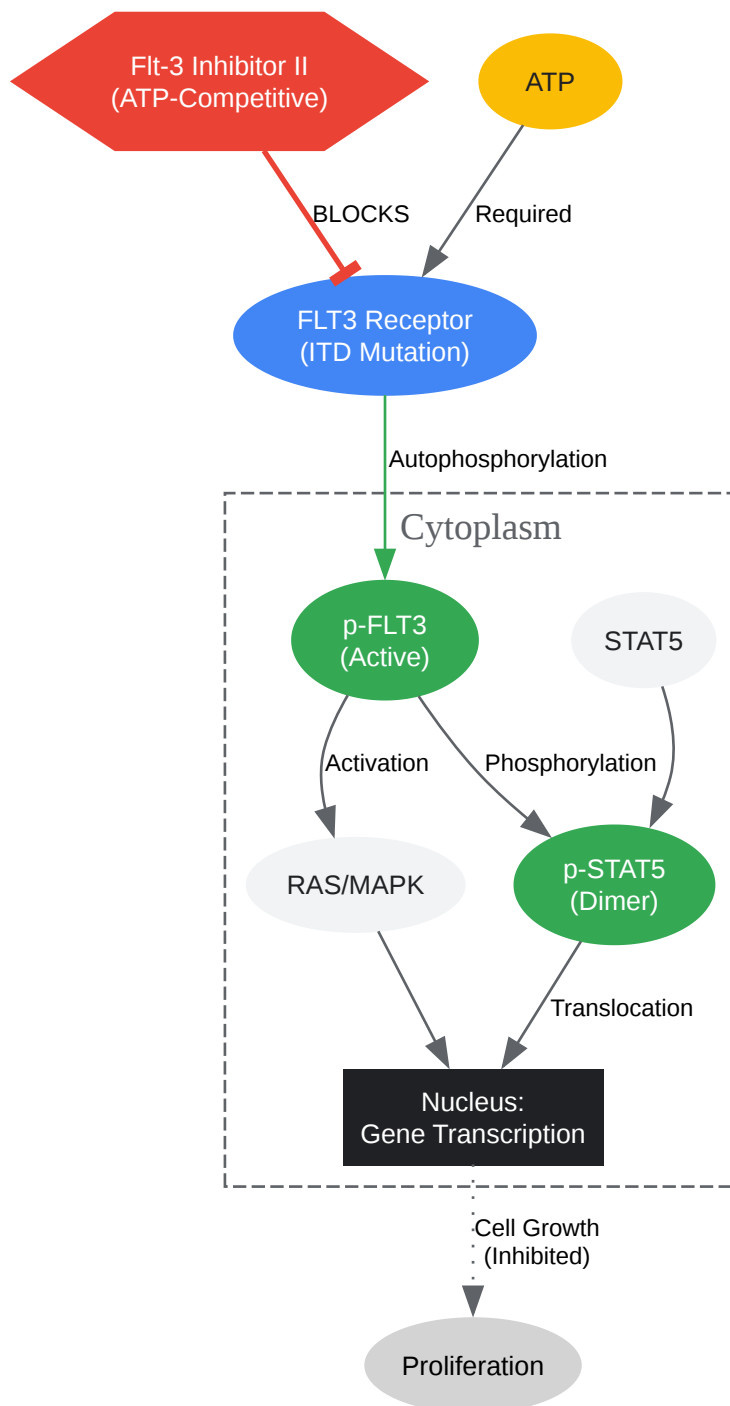 Flt-3 Inhibitor II
(ATP-Competitive)
ATP
BLOCKS
Required
FLT3 Receptor
(ITD Mutation)
Autophosphorylation
Cytoplasm
p-FLT3
(Active)
STAT5
Activation
Phosphorylation
RAS/MAPK
p-STAT5
(Dimer)
Translocation
Nucleus:
Gene Transcription
Cell Growth
(Inhibited)
Proliferation